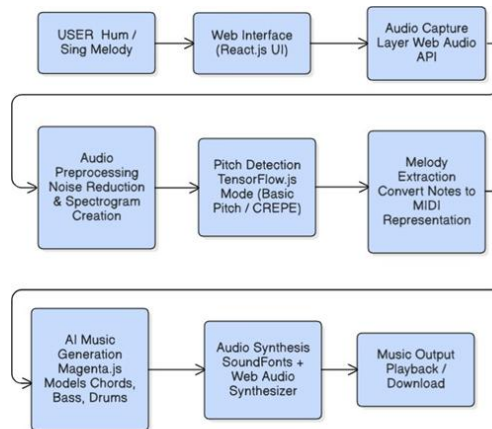 USER Hum /
Sing Melody
Web Interface
(React.js UI)
Audio Capture
Layer Web Audio
API
Audio
Preprocessing
Noise Reduction
& Spectrogram
Creation
Pitch Detection
TensorFlow.js
Mode (Basic
Pitch / CREPE)
Melody
Extraction
Convert Notes to
MIDI
Representation
AI Music
Generation
Magenta.js
Models Chords,
Bass, Drums
Audio Synthesis
SoundFonts +
Web Audio
Synthesizer
Music Output
Playback /
Download